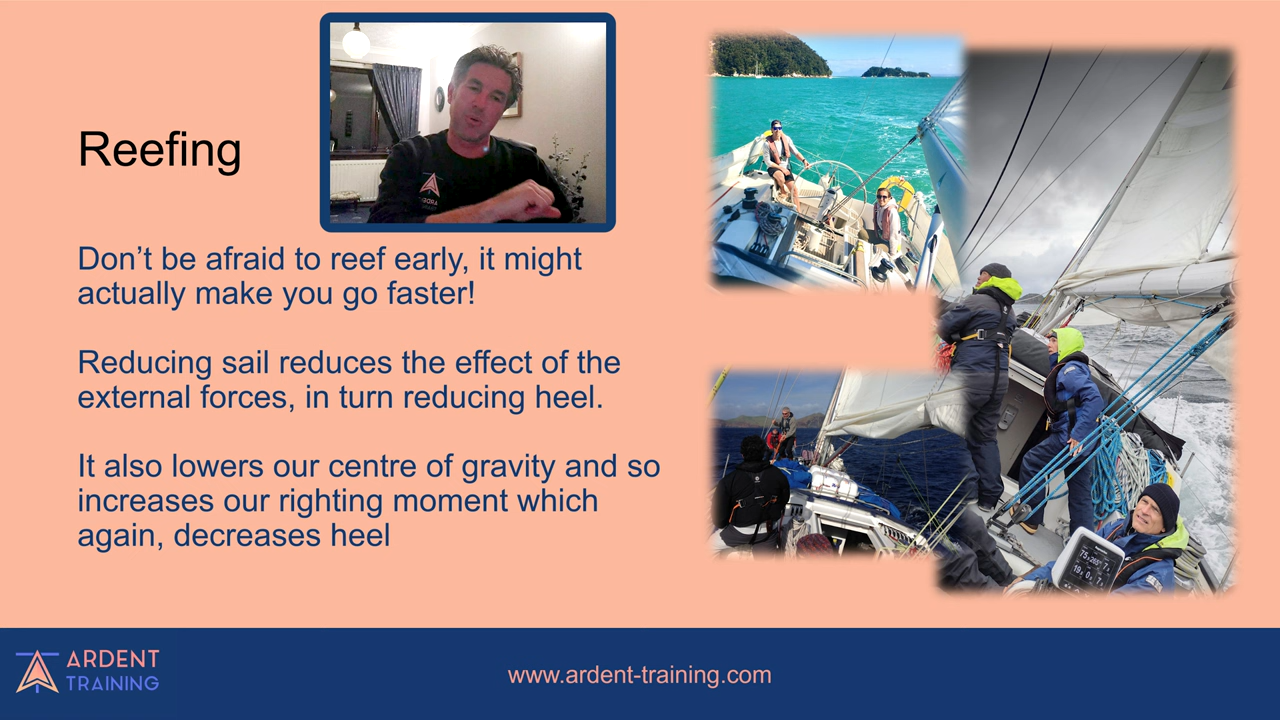 Reefing
Don’t be afraid to reef early, it might
actually make you go faster!
Reducing sail reduces the effect of the
external forces, in turn reducing heel.
It also lowers our centre of gravity and so
increases our righting moment which
again, decreases heel
ARDENT
TRAINING
www.ardent-training.com